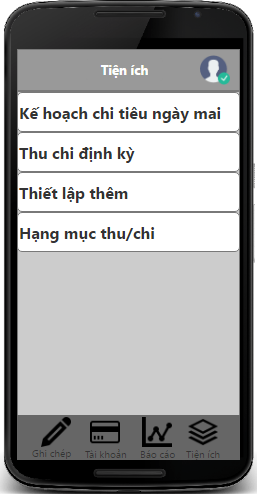 Tiện ích
Kế hoạch chi tiêu ngày mai
Thu chi định kỳ
Thiết lập thêm
Hạng mục thu/chi
Ghi chép Tài khoản Báo cáo Tiện ích